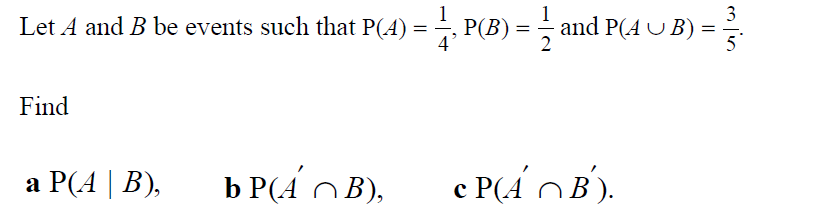 Let A and B be events such that P(A) = 1/4, P(B) = 1/2 and P(A ∪ B) = 3/5.
Find
a P(A | B), b P(A′ ∩ B), c P(A′ ∩ B′).